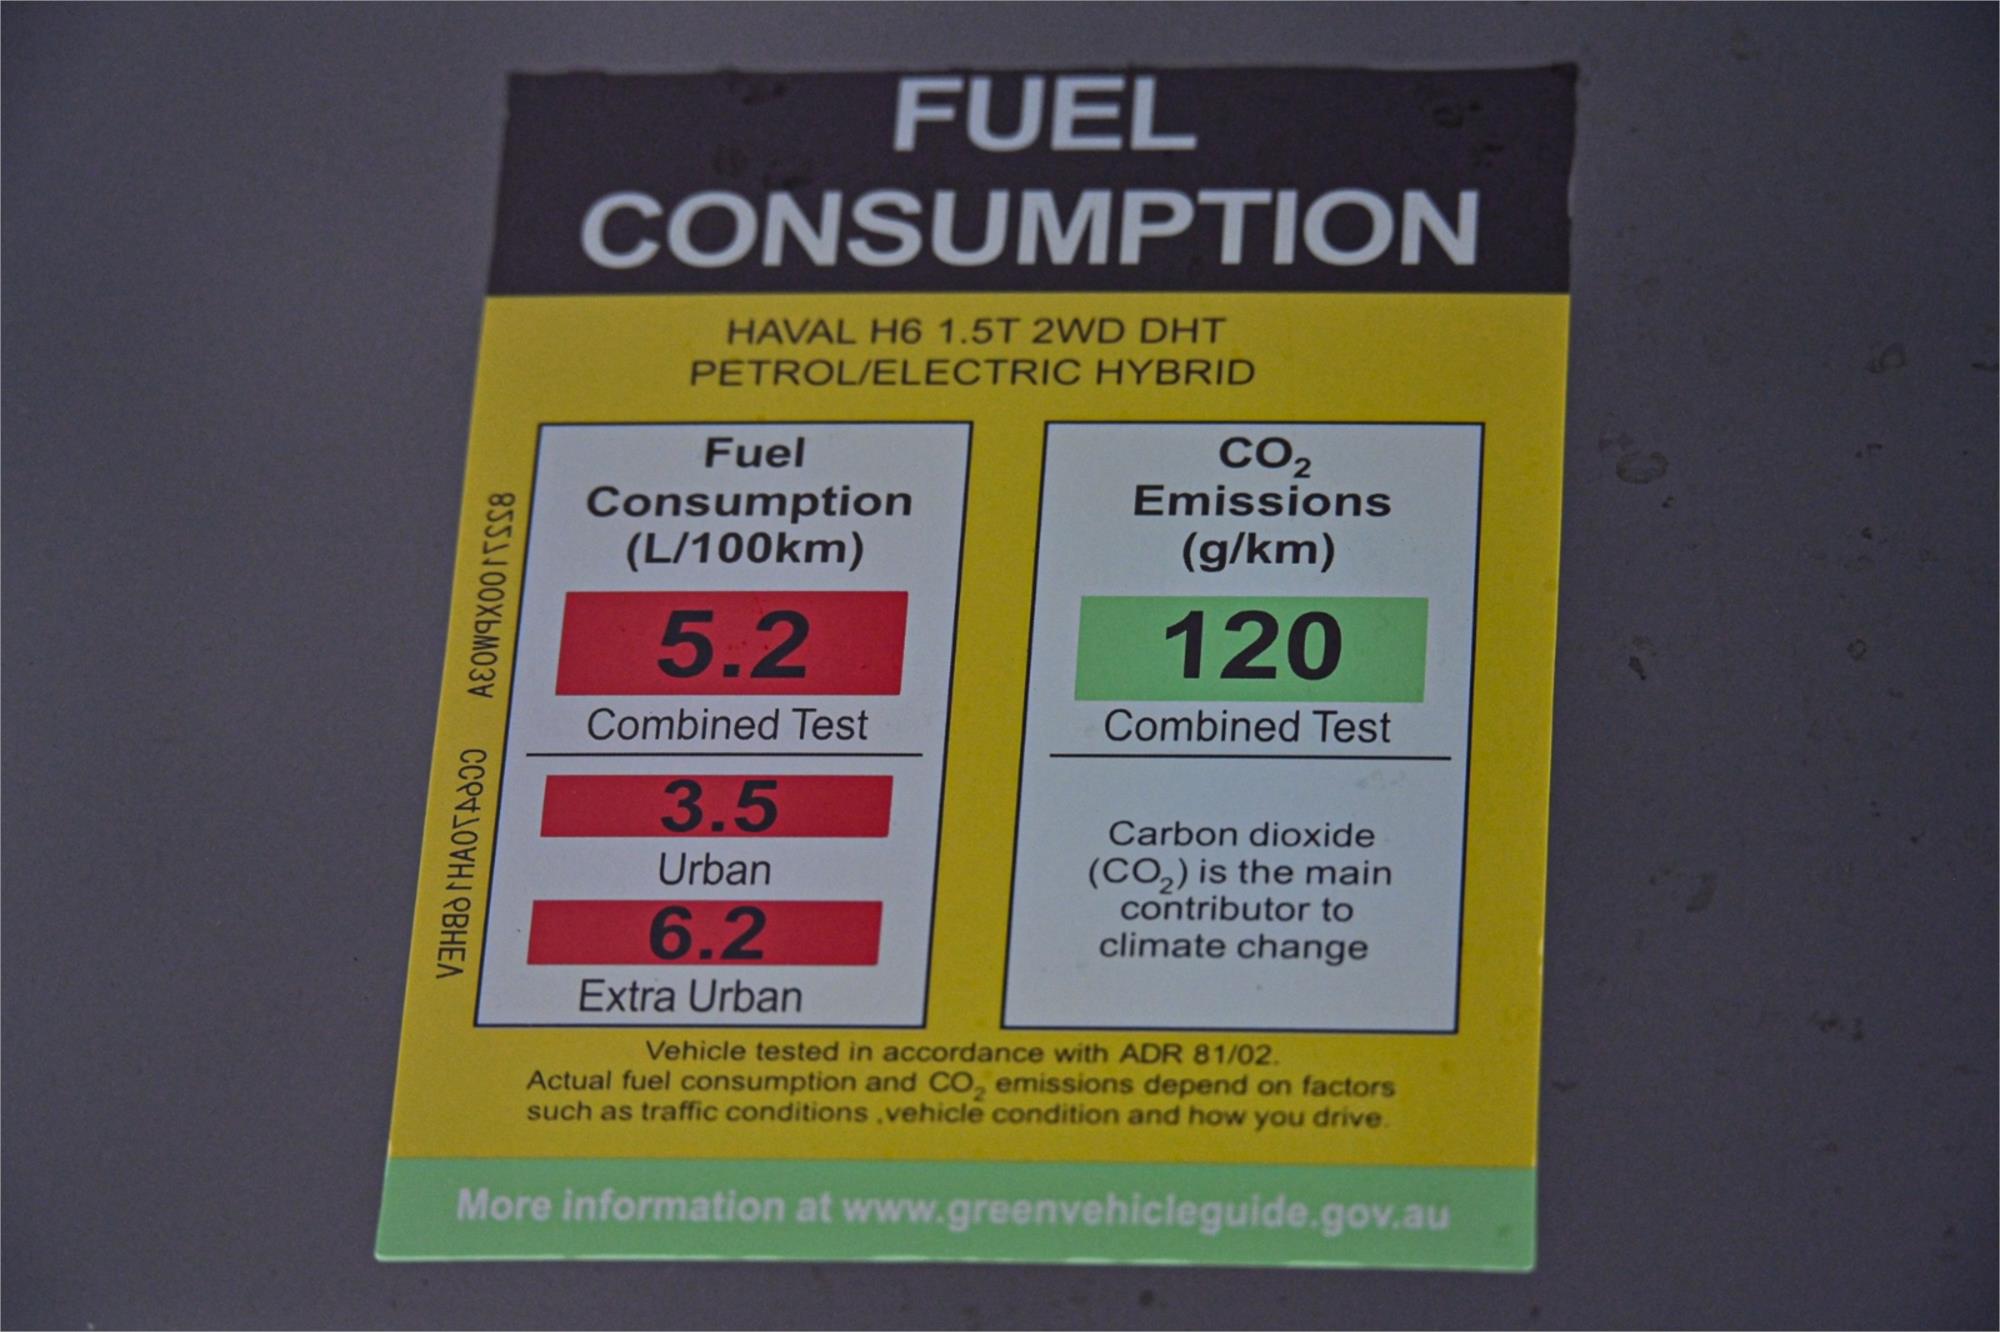 FUEL
CONSUMPTION
HAVAL H6 1.5T 2WD DHT
PETROL/ELECTRIC HYBRID
Fuel
Consumption
(L/100km)
5.2
Combined Test
3.5
Urban
6.2
Extra Urban
CO₂
Emissions
(g/km)
120
Combined Test
Carbon dioxide
(CO₂) is the main
contributor to
climate change
8227100XPW03A
CC6470AH16BHEV
Vehicle tested in accordance with ADR 81/02.
Actual fuel consumption and CO₂ emissions depend on factors
such as traffic conditions ,vehicle condition and how you drive.
More information at www.greenvehicleguide.gov.au